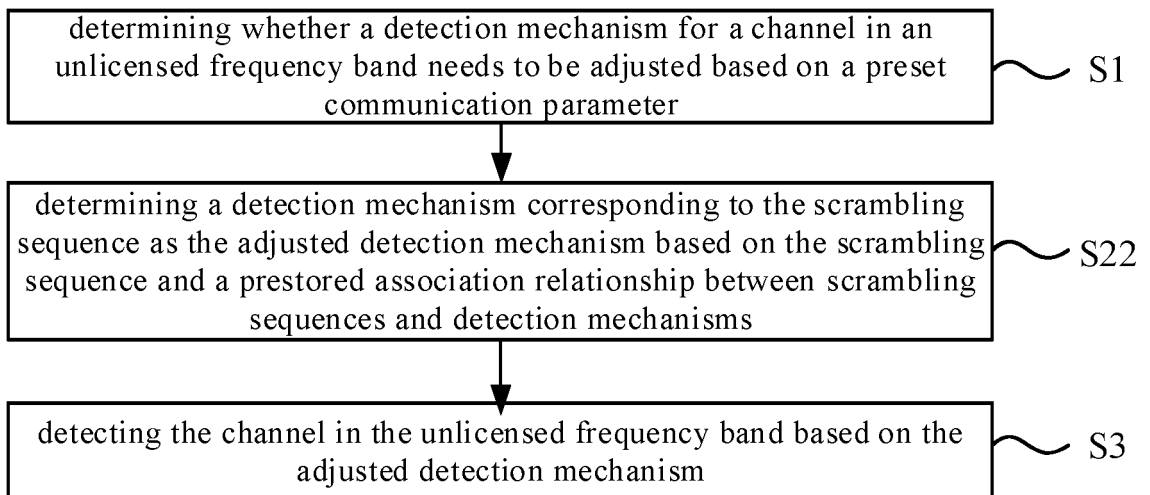 determining whether a detection mechanism for a channel in an
unlicensed frequency band needs to be adjusted based on a preset
communication parameter
S1
determining a detection mechanism corresponding to the scrambling
sequence as the adjusted detection mechanism based on the scrambling
sequence and a prestored association relationship between scrambling
sequences and detection mechanisms
S22
detecting the channel in the unlicensed frequency band based on the
adjusted detection mechanism
S3